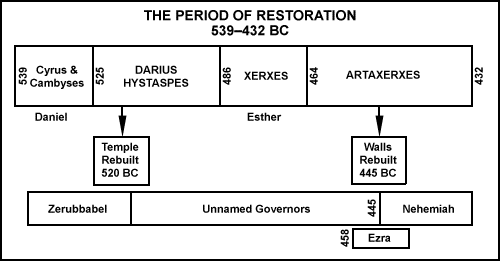 THE PERIOD OF RESTORATION
539–432 BC
539
Cyrus &
Cambyses
525
DARIUS
HYSTASPES
486
XERXES
464
ARTAXERXES
432
Daniel
Esther
Temple
Rebuilt
520 BC
Walls
Rebuilt
445 BC
Zerubbabel
Unnamed Governors
445
Nehemiah
458
Ezra